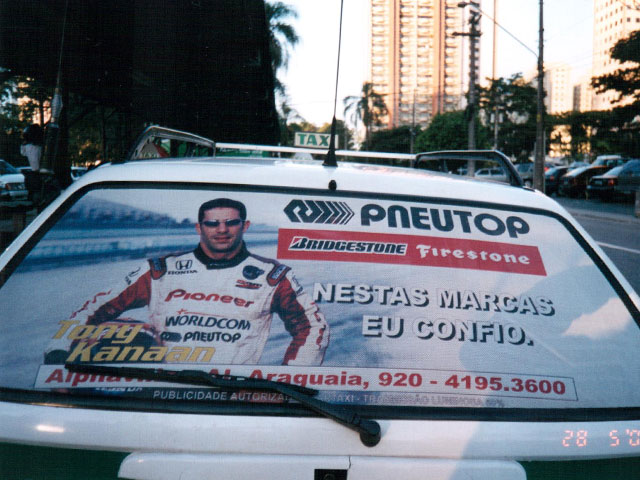 TAXI
PNEUTOP
BRIDGESTONE Firestone
HONDA
Pioneer
WORLDCOM
PNEUTOP
NESTAS MARCAS
EU CONFIO.
Tony
Kanaan
Al. Araguaia, 920 - 4195.3600
PUBLICIDADE
28 5'0